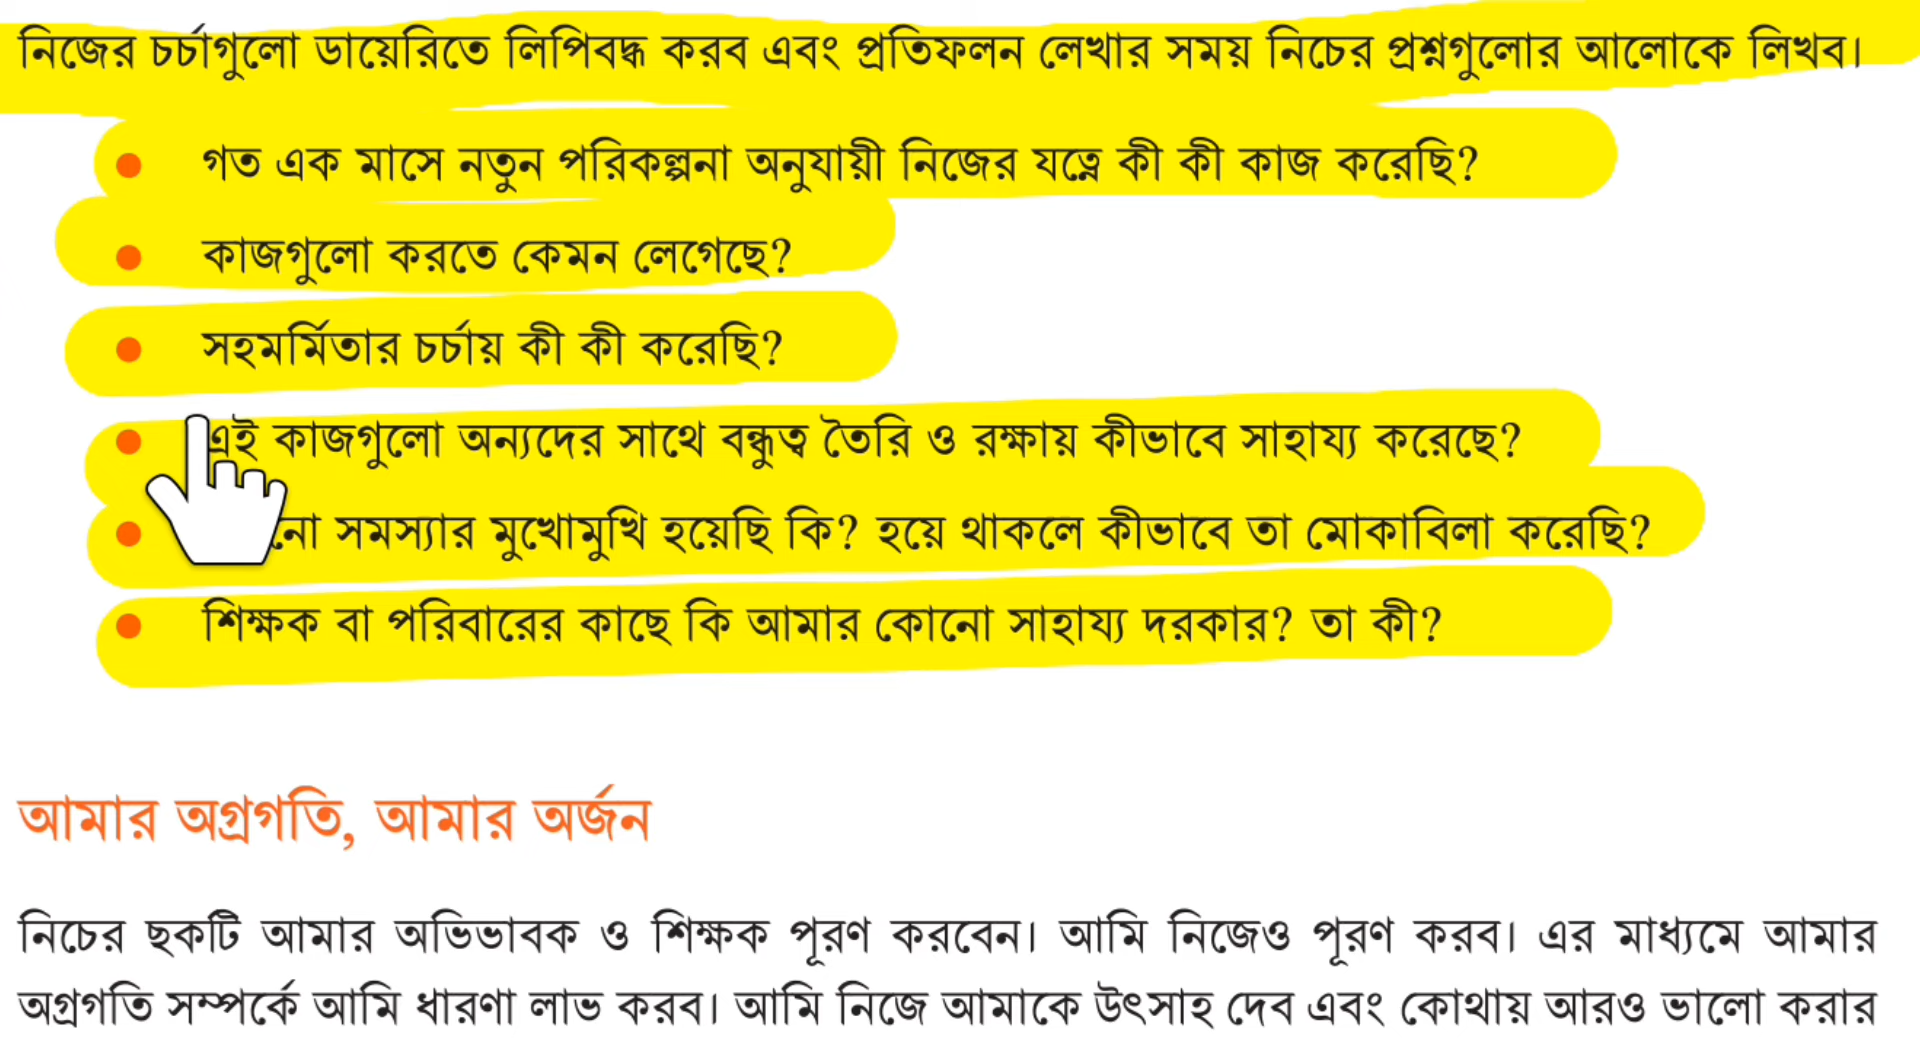 নিজের চর্চাগুলো ডায়েরিতে লিপিবদ্ধ করব এবং প্রতিফলন লেখার সময় নিচের প্রশ্নগুলোর আলোকে লিখব।
● গত এক মাসে নতুন পরিকল্পনা অনুযায়ী নিজের যত্নে কী কী কাজ করেছি?
● কাজগুলো করতে কেমন লেগেছে?
● সহমর্মিতার চর্চায় কী কী করেছি?
● এই কাজগুলো অন্যদের সাথে বন্ধুত্ব তৈরি ও রক্ষায় কীভাবে সাহায্য করেছে?
● সমস্যার মুখোমুখি হয়েছি কি? হয়ে থাকলে কীভাবে তা মোকাবিলা করেছি?
● শিক্ষক বা পরিবারের কাছে কি আমার কোনো সাহায্য দরকার? তা কী?
আমার অগ্রগতি, আমার অর্জন
নিচের ছকটি আমার অভিভাবক ও শিক্ষক পূরণ করবেন। আমি নিজেও পূরণ করব। এর মাধ্যমে আমার
অগ্রগতি সম্পর্কে আমি ধারণা লাভ করব। আমি নিজে আমাকে উৎসাহ দেব এবং কোথায় আরও ভালো করার